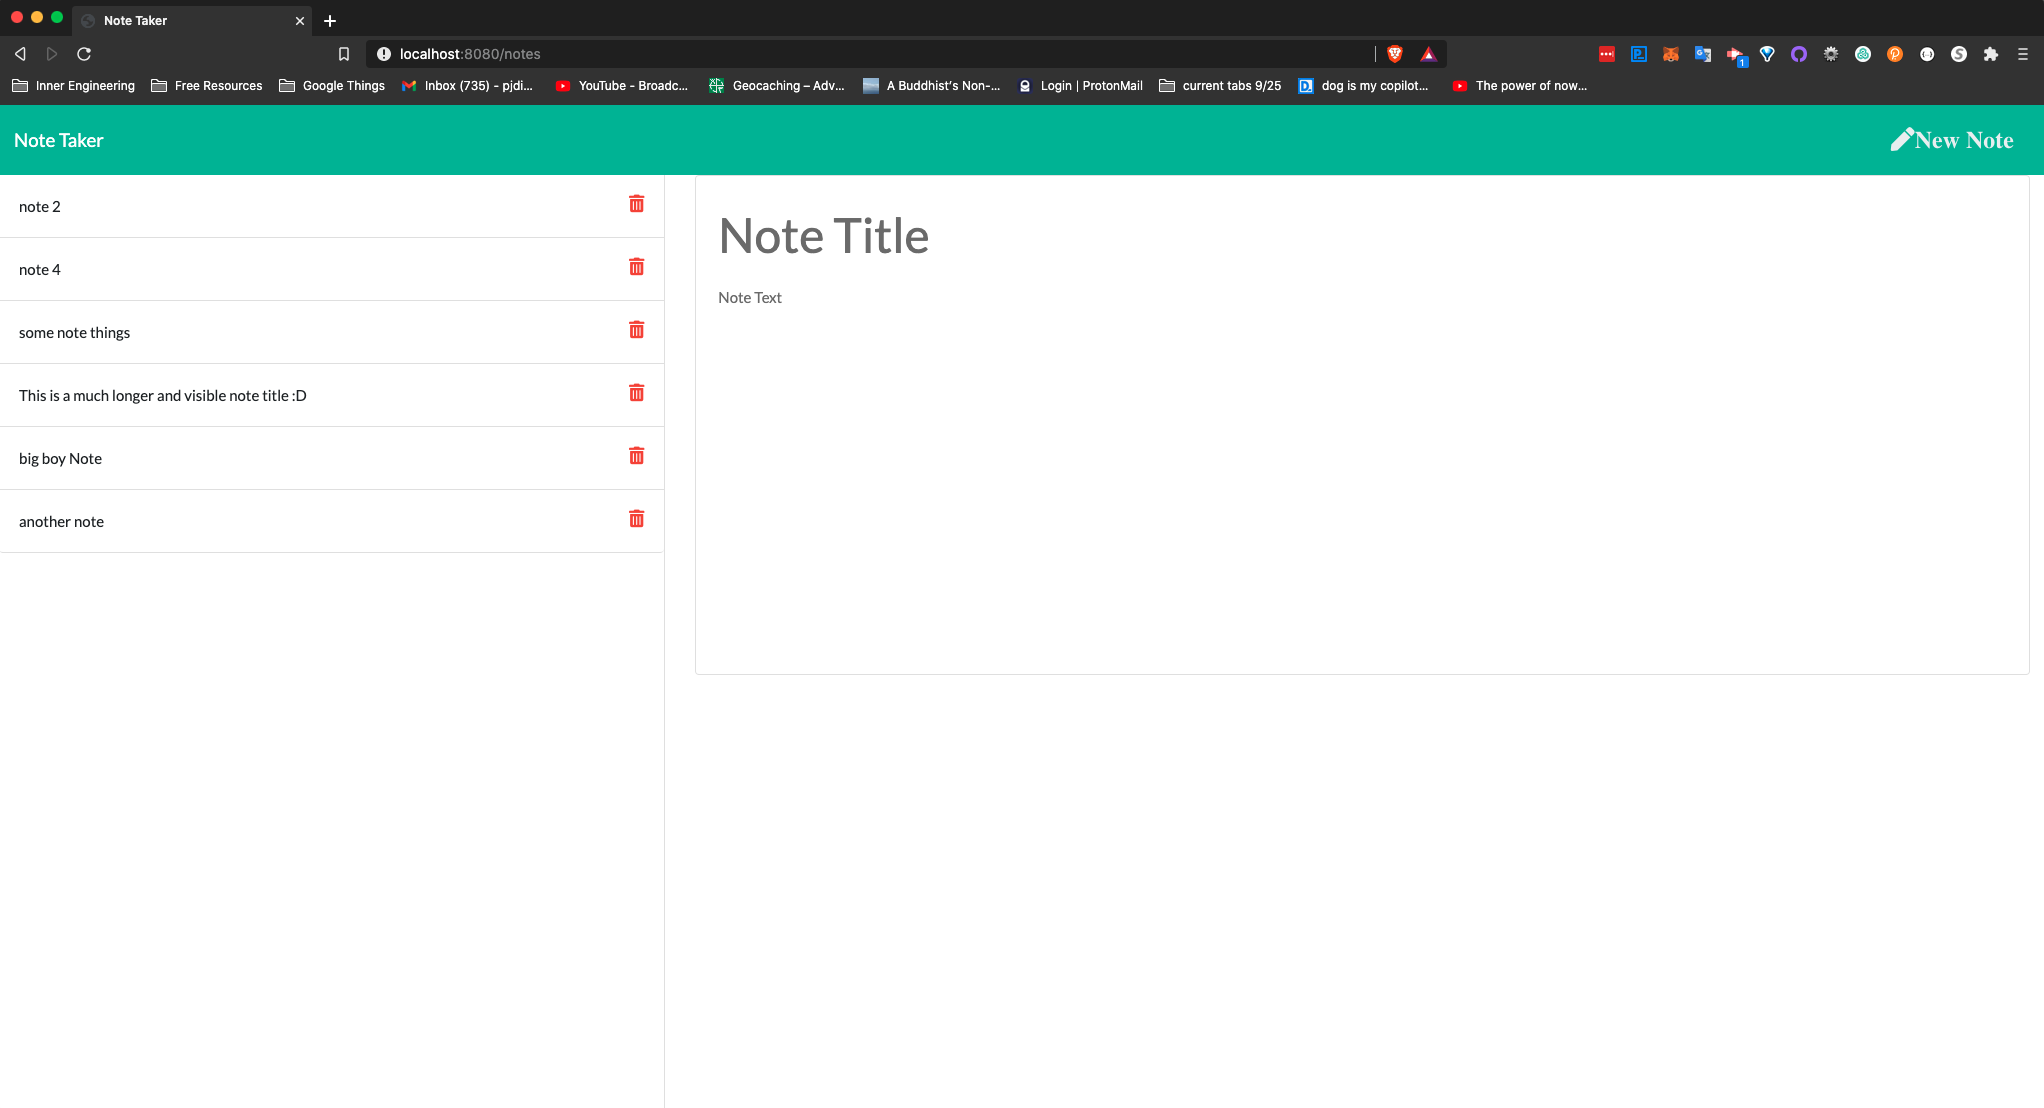 Note Taker
localhost:8080/notes
1
Inner Engineering Free Resources Google Things Inbox (735) - pjdi... YouTube - Broadc... Geocaching – Adv... A Buddhist's Non-... Login | ProtonMail current tabs 9/25 dog is my copilot... The power of now...
Note Taker
New Note
note 2
note 4
some note things
This is a much longer and visible note title :D
big boy Note
another note
Note Title
Note Text